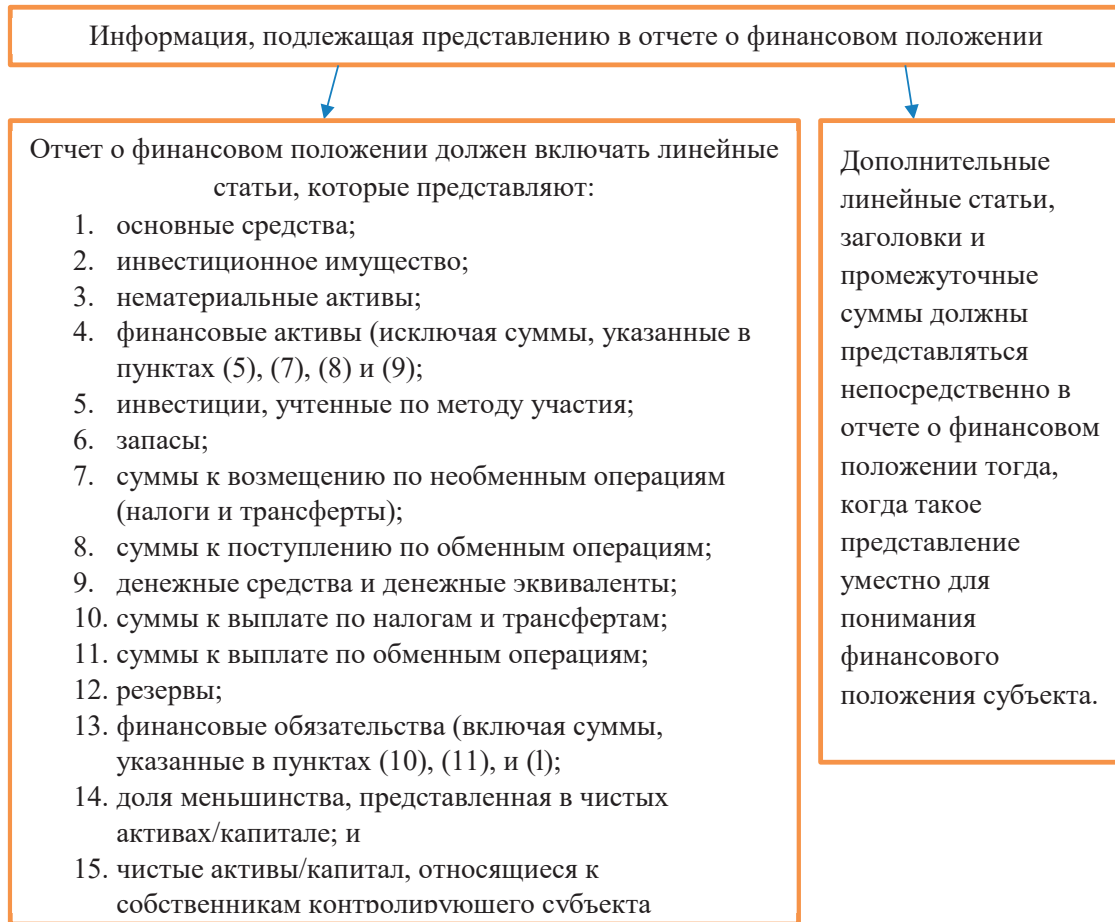 Информация, подлежащая представлению в отчете о финансовом положении
Отчет о финансовом положении должен включать линейные
статьи, которые представляют:
1. основные средства;
2. инвестиционное имущество;
3. нематериальные активы;
4. финансовые активы (исключая суммы, указанные в
пунктах (5), (7), (8) и (9);
5. инвестиции, учтенные по методу участия;
6. запасы;
7. суммы к возмещению по необменным операциям
(налоги и трансферты);
8. суммы к поступлению по обменным операциям;
9. денежные средства и денежные эквиваленты;
10. суммы к выплате по налогам и трансфертам;
11. суммы к выплате по обменным операциям;
12. резервы;
13. финансовые обязательства (включая суммы,
указанные в пунктах (10), (11), и (l);
14. доля меньшинства, представленная в чистых
активах/капитале; и
15. чистые активы/капитал, относящиеся к
собственникам контролирующего субъекта
Дополнительные
линейные статьи,
заголовки и
промежуточные
суммы должны
представляться
непосредственно в
отчете о финансовом
положении тогда,
когда такое
представление
уместно для
понимания
финансового
положения субъекта.